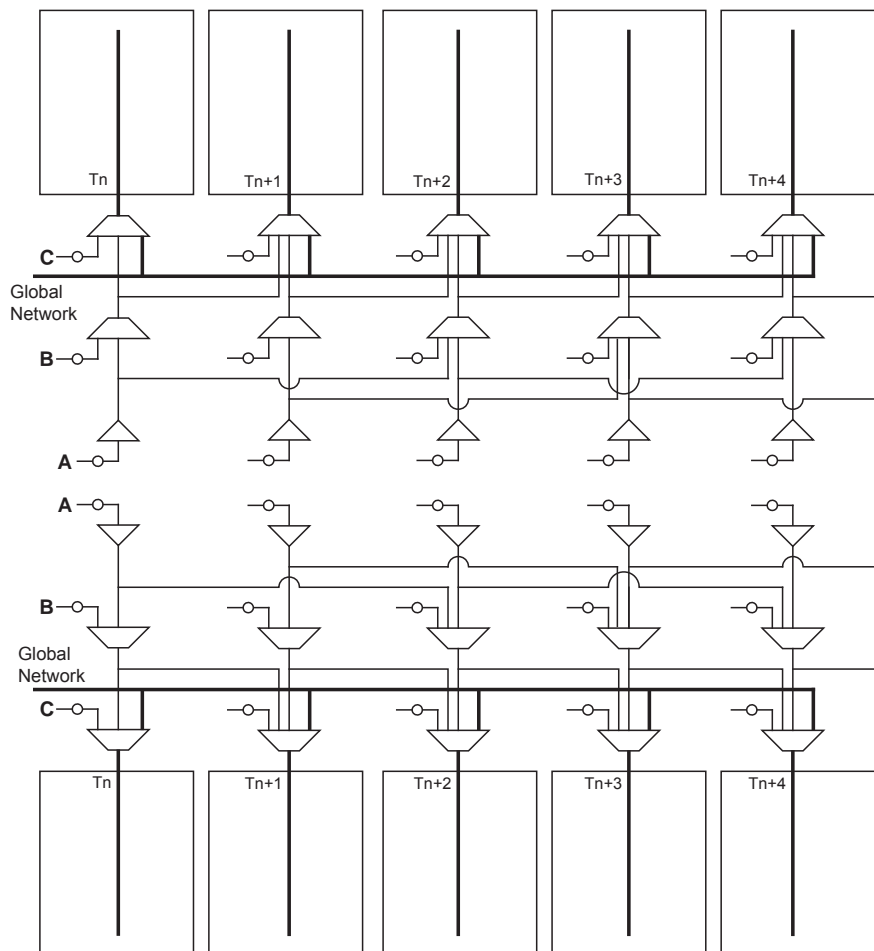 Tn
Tn+1
Tn+2
Tn+3
Tn+4
C
Global
Network
B
A
A
B
Global
Network
C
Tn
Tn+1
Tn+2
Tn+3
Tn+4